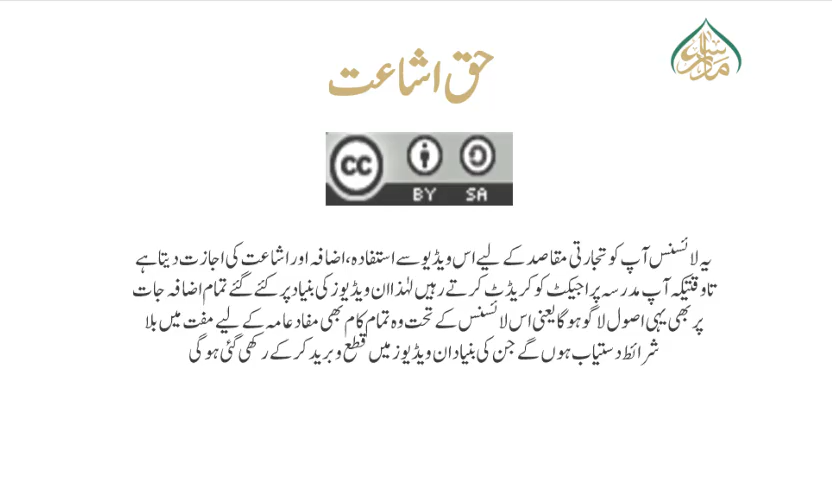 مدرسہ
حق اشاعت
cc
BY SA
یہ لائسنس آپ کو تجارتی مقاصد کے لیے اس ویڈیو سے استفادہ، اضافہ اور اشاعت کی اجازت دیتا ہے
تاوقتیکہ آپ مدرسہ پراجیکٹ کو کریڈٹ کرتے رہیں لہٰذا ان ویڈیوز کی بنیاد پر کئے گئے تمام اضافہ جات
پر بھی یہی اصول لاگو ہوگا یعنی اس لائسنس کے تحت وہ تمام کام بھی مفاد عامہ کے لیے مفت میں بلا
شرائط دستیاب ہوں گے جن کی بنیاد ان ویڈیوز میں قطع و برید کر کے رکھی گئی ہوگی